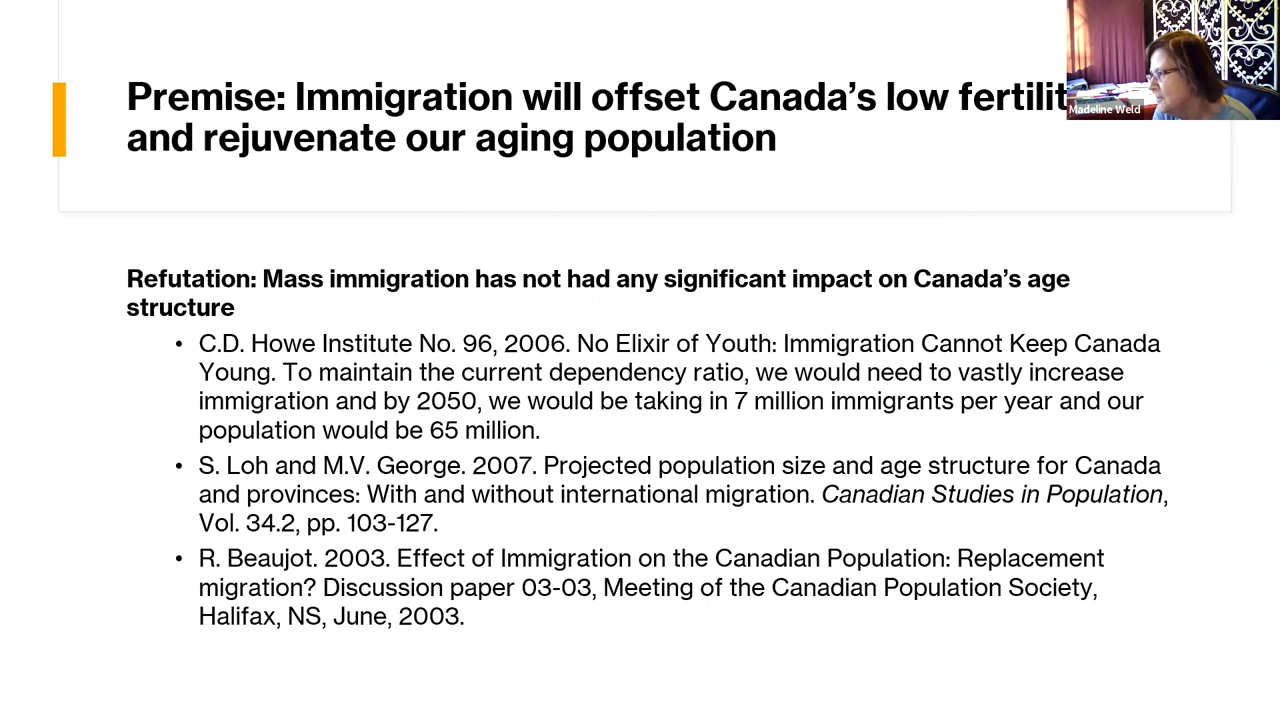 Premise: Immigration will offset Canada's low fertilit
and rejuvenate our aging population
Madeline Weld
Refutation: Mass immigration has not had any significant impact on Canada's age
structure
• C.D. Howe Institute No. 96, 2006. No Elixir of Youth: Immigration Cannot Keep Canada
Young. To maintain the current dependency ratio, we would need to vastly increase
immigration and by 2050, we would be taking in 7 million immigrants per year and our
population would be 65 million.
• S. Loh and M.V. George. 2007. Projected population size and age structure for Canada
and provinces: With and without international migration. Canadian Studies in Population,
Vol. 34.2, pp. 103-127.
• R. Beaujot. 2003. Effect of Immigration on the Canadian Population: Replacement
migration? Discussion paper 03-03, Meeting of the Canadian Population Society,
Halifax, NS, June, 2003.